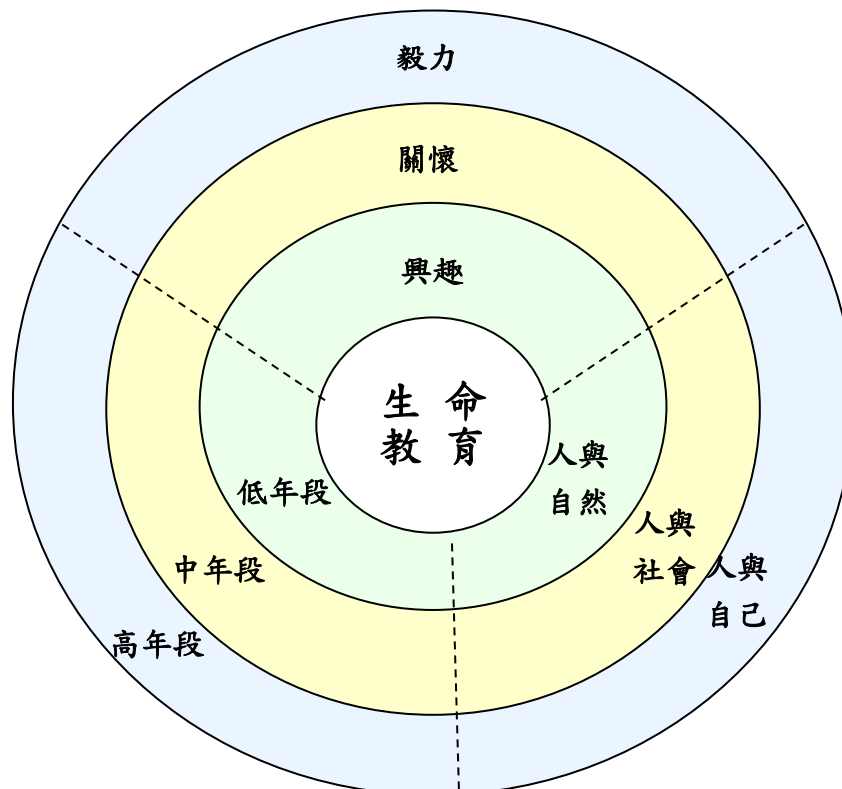 毅力
關懷
興趣
生命
教育
人與
自然
低年段
人與
社會
人與
自己
中年段
高年段